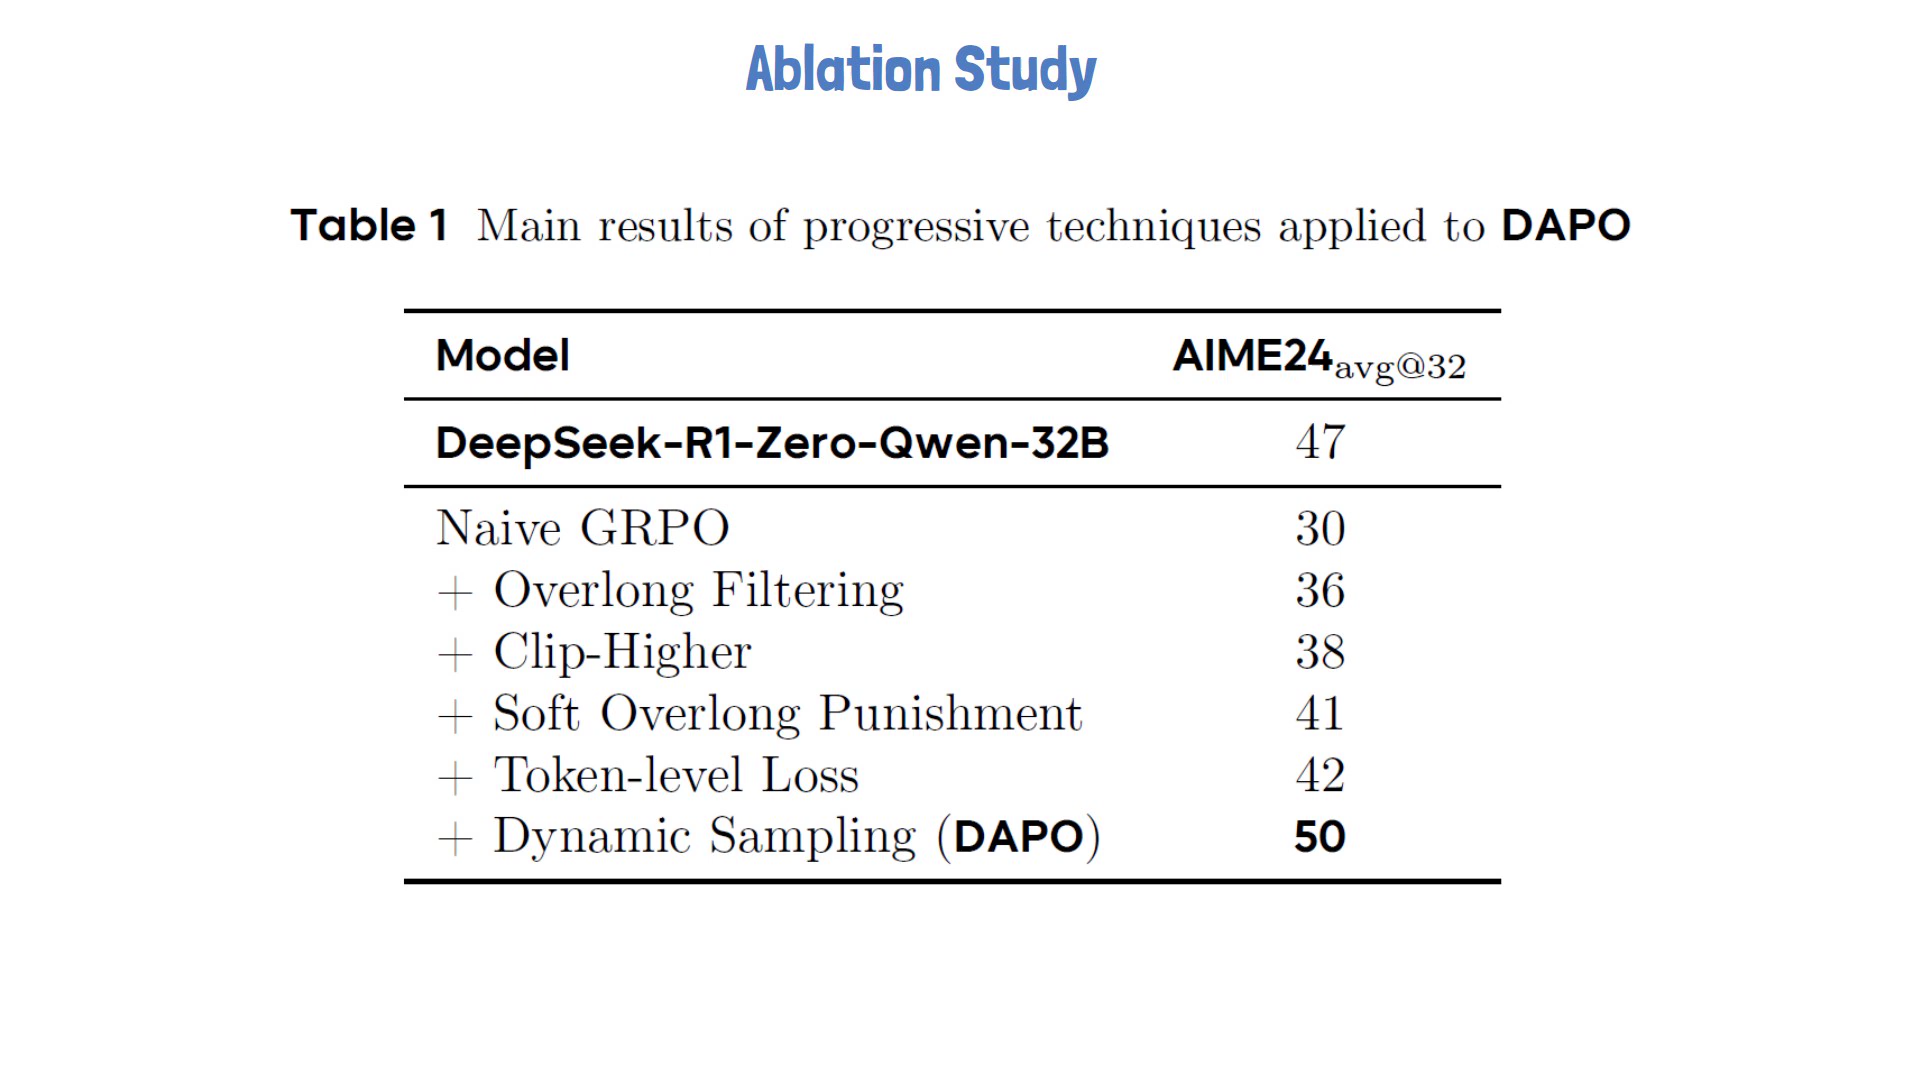 Ablation Study
Table 1 Main results of progressive techniques applied to DAPO
Model AIME24avg@32
DeepSeek-R1-Zero-Qwen-32B 47
Naive GRPO 30
+ Overlong Filtering 36
+ Clip-Higher 38
+ Soft Overlong Punishment 41
+ Token-level Loss 42
+ Dynamic Sampling (DAPO) 50